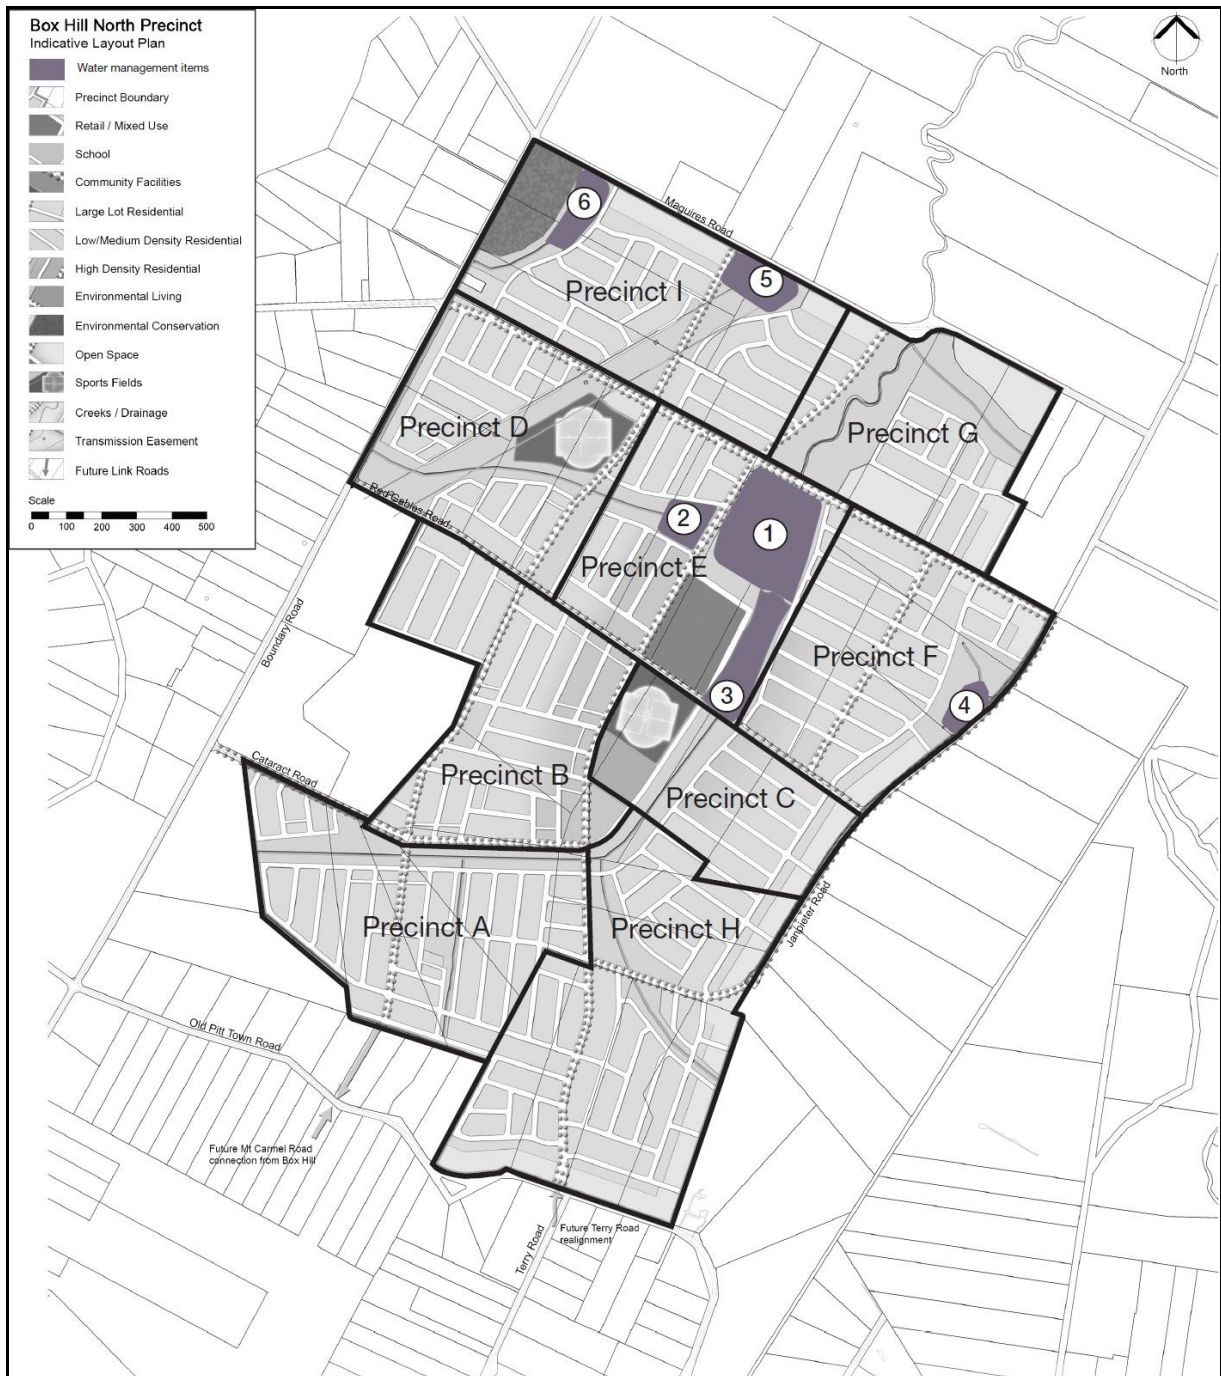 Box Hill North Precinct
Indicative Layout Plan
Water management items
Precinct Boundary
Retail / Mixed Use
School
Community Facilities
Large Lot Residential
Low/Medium Density Residential
High Density Residential
Environmental Living
Environmental Conservation
Open Space
Sports Fields
Creeks / Drainage
Transmission Easement
Future Link Roads
Scale
0 100 200 300 400 500
North
6
Maguires Road
5
Precinct I
Precinct D
Precinct G
Red Gables Road
2
1
Precinct E
Boundary Road
Precinct F
3
4
Cataract Road
Precinct B
Precinct C
Precinct A
Precinct H
Janpieter Road
Old Pitt Town Road
Future Mt Carmel Road
connection from Box Hill
Terry Road
Future Terry Road
realignment